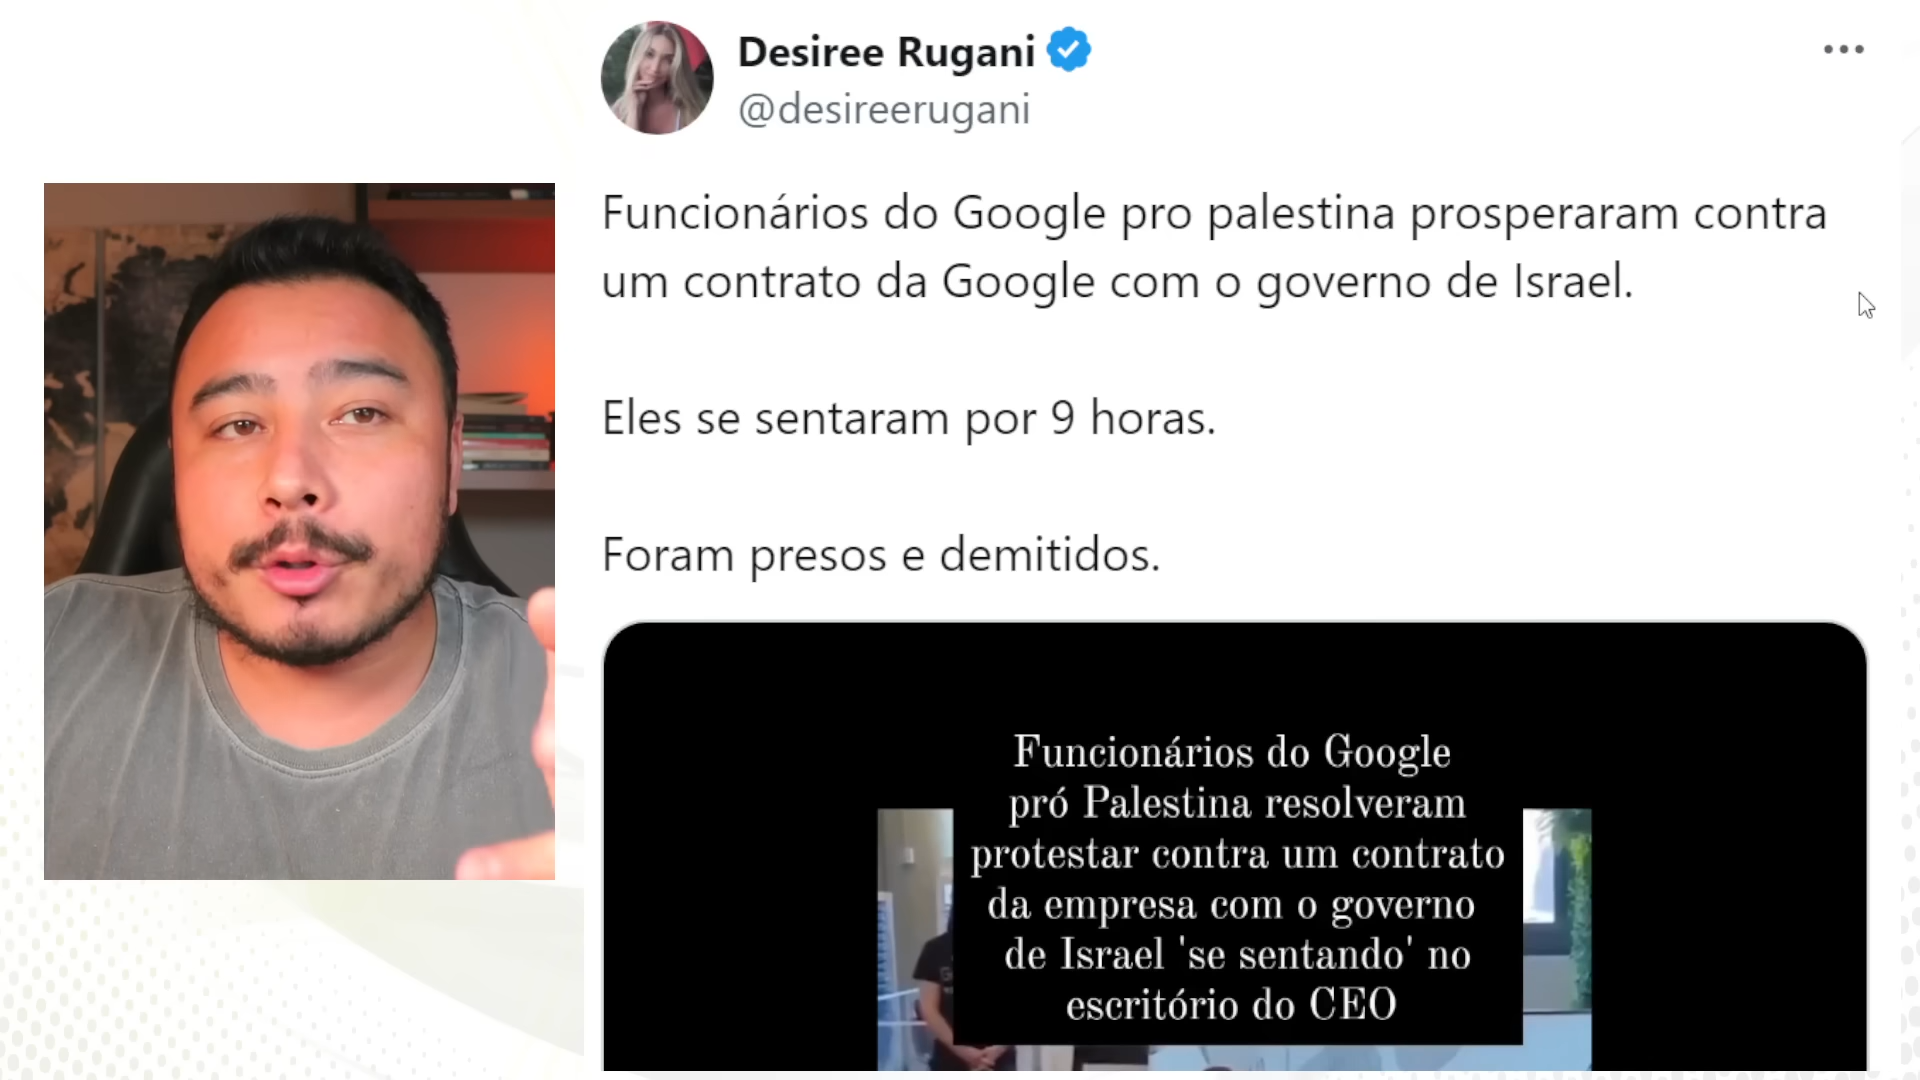 Desiree Rugani
@desireerugani
Funcionários do Google pro palestina prosperaram contra
um contrato da Google com o governo de Israel.
Eles se sentaram por 9 horas.
Foram presos e demitidos.
Funcionários do Google
pró Palestina resolveram
protestar contra um contrato
da empresa com o governo
de Israel 'se sentando' no
escritório do CEO